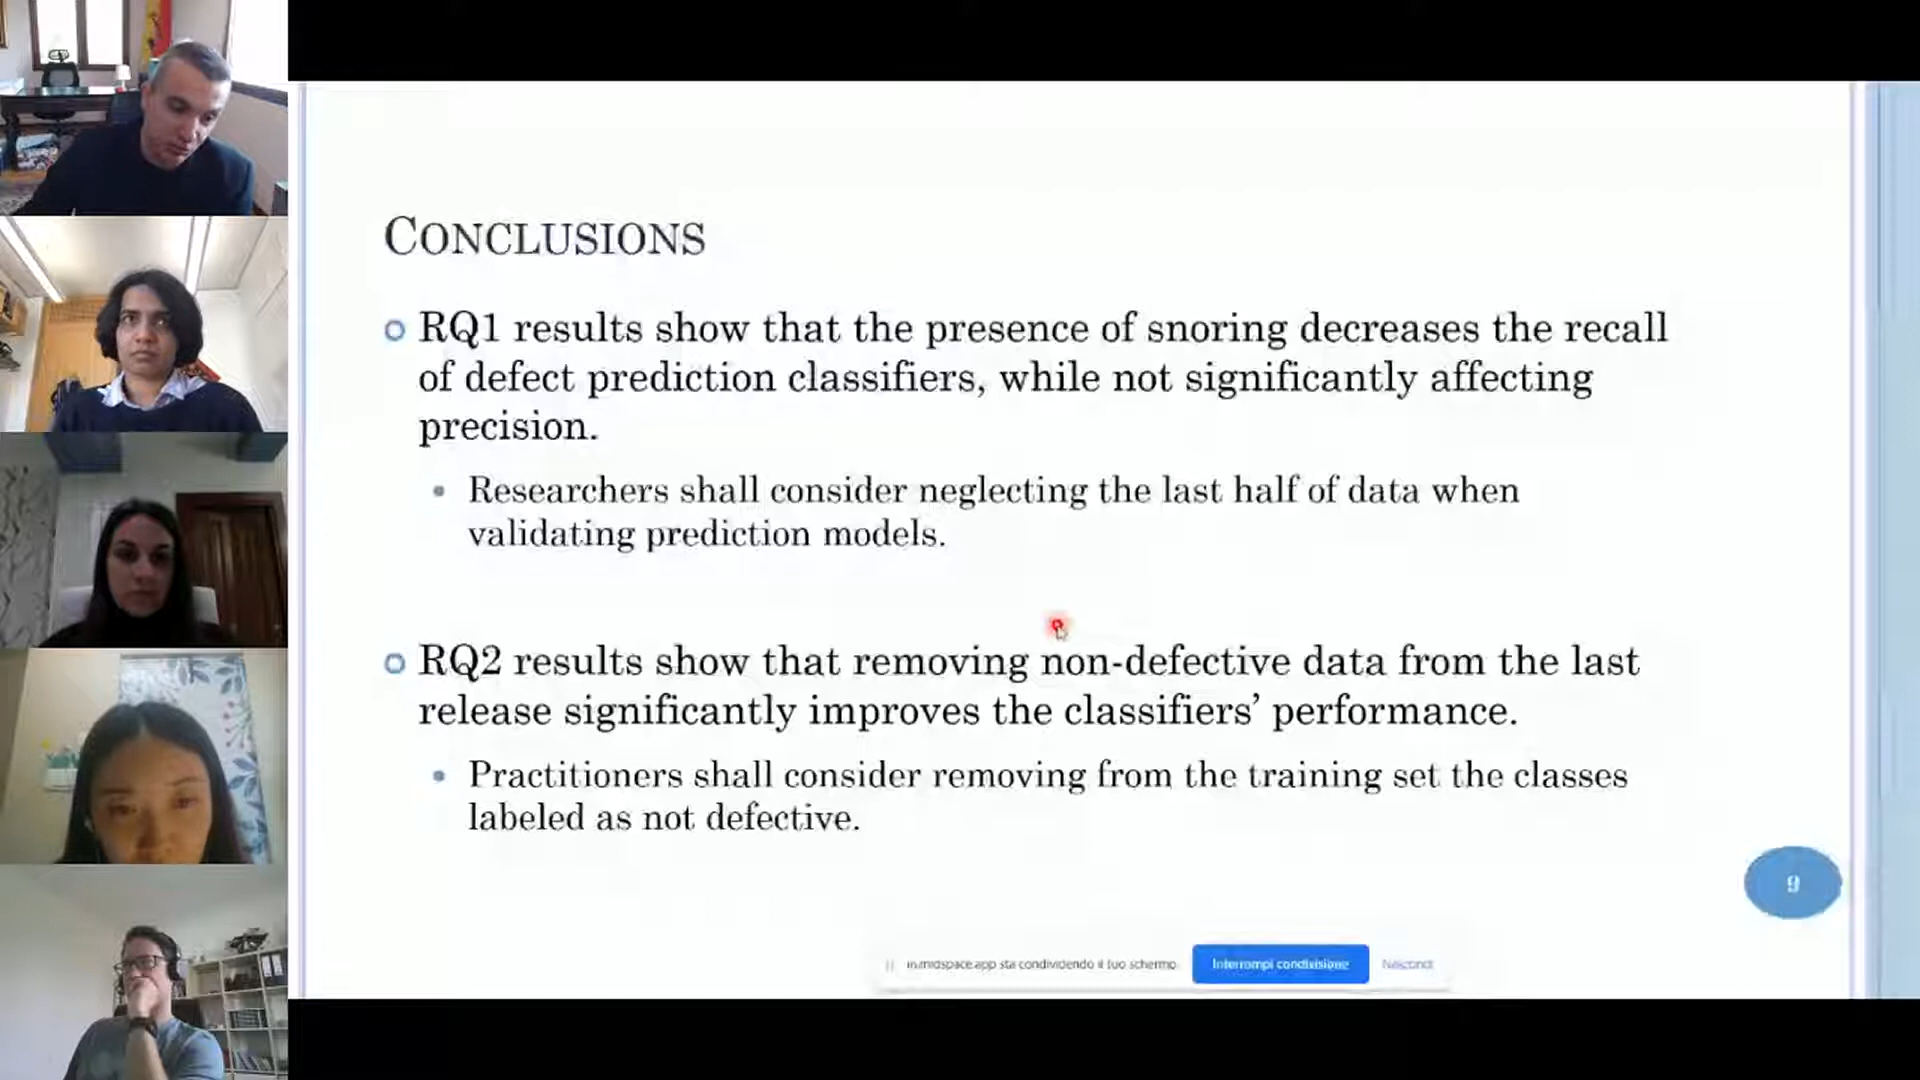 CONCLUSIONS
RQ1 results show that the presence of snoring decreases the recall
of defect prediction classifiers, while not significantly affecting
precision.
Researchers shall consider neglecting the last half of data when
validating prediction models.
RQ2 results show that removing non-defective data from the last
release significantly improves the classifiers’ performance.
Practitioners shall consider removing from the training set the classes
labeled as not defective.
9
in.midspace.app sta condividendo il tuo schermo. Interrompi condivisione Nascondi